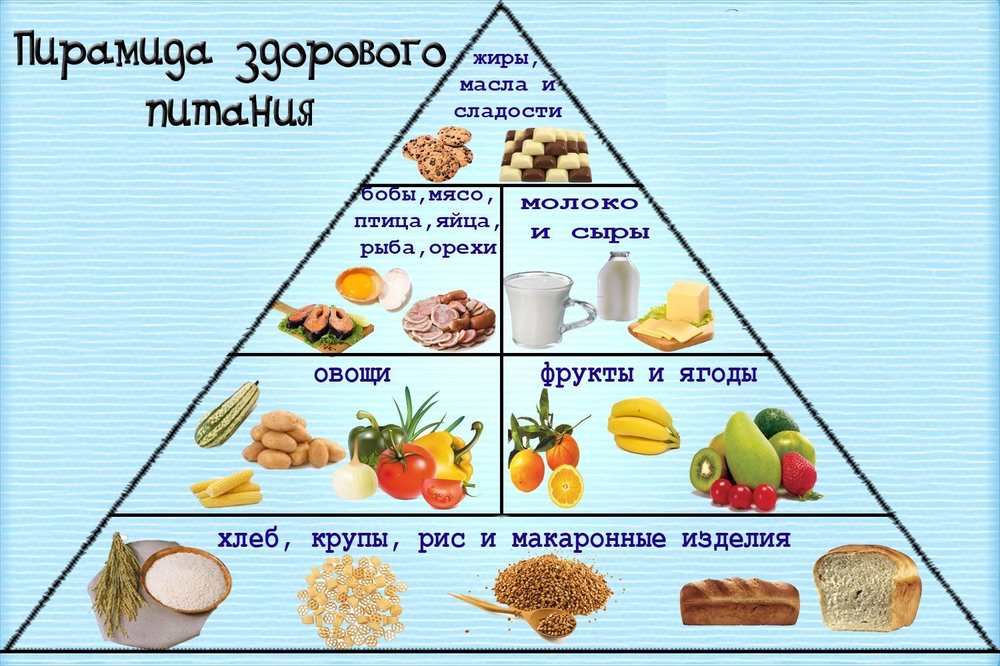 Пирамида здорового
питания
жиры,
масла и
сладости
бобы,мясо,
птица,яйца,
рыба,орехи
молоко
и сыры
овощи
фрукты и ягоды
хлеб, крупы, рис и макаронные изделия